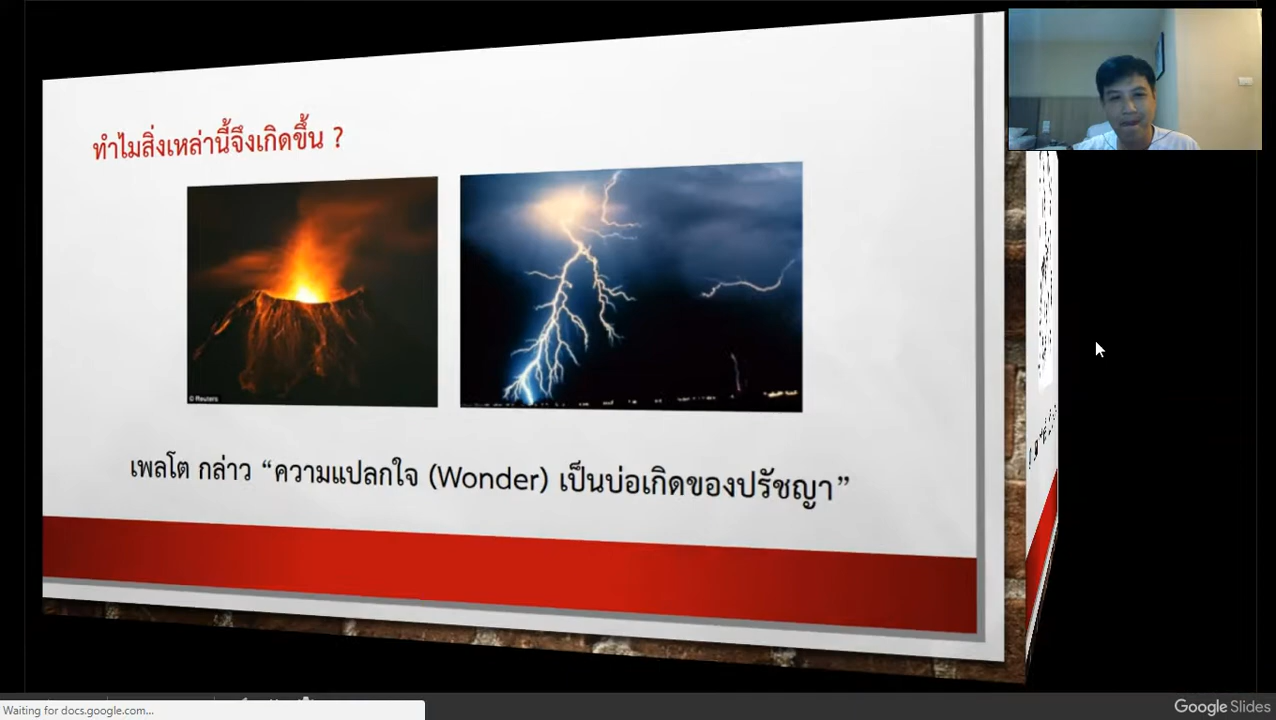 ทำไมสิ่งเหล่านี้จึงเกิดขึ้น ?
© Reuters
เพลโต กล่าว “ความแปลกใจ (Wonder) เป็นบ่อเกิดของปรัชญา”
Waiting for docs.google.com...
Google Slides